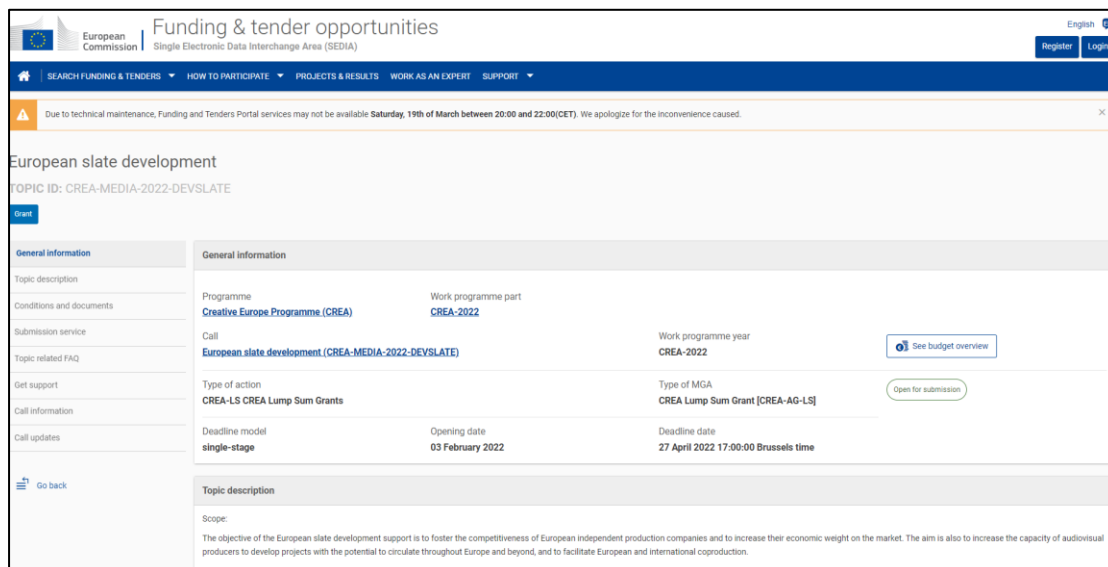 European Commission
Funding & tender opportunities
Single Electronic Data Interchange Area (SEDIA)
English
Register
Login
SEARCH FUNDING & TENDERS
HOW TO PARTICIPATE
PROJECTS & RESULTS
WORK AS AN EXPERT
SUPPORT
Due to technical maintenance, Funding and Tenders Portal services may not be available Saturday, 19th of March between 20:00 and 22:00(CET). We apologize for the inconvenience caused.
European slate development
TOPIC ID: CREA-MEDIA-2022-DEVSLATE
Grant
General information
Topic description
Conditions and documents
Submission service
Topic related FAQ
Get support
Call information
Call updates
Go back
General information
Programme
Creative Europe Programme (CREA)
Work programme part
CREA-2022
Call
European slate development (CREA-MEDIA-2022-DEVSLATE)
Work programme year
CREA-2022
See budget overview
Type of action
CREA-LS CREA Lump Sum Grants
Type of MGA
CREA Lump Sum Grant [CREA-AG-LS]
Open for submission
Deadline model
single-stage
Opening date
03 February 2022
Deadline date
27 April 2022 17:00:00 Brussels time
Topic description
Scope:
The objective of the European slate development support is to foster the competitiveness of European independent production companies and to increase their economic weight on the market. The aim is also to increase the capacity of audiovisual
producers to develop projects with the potential to circulate throughout Europe and beyond, and to facilitate European and international coproduction.